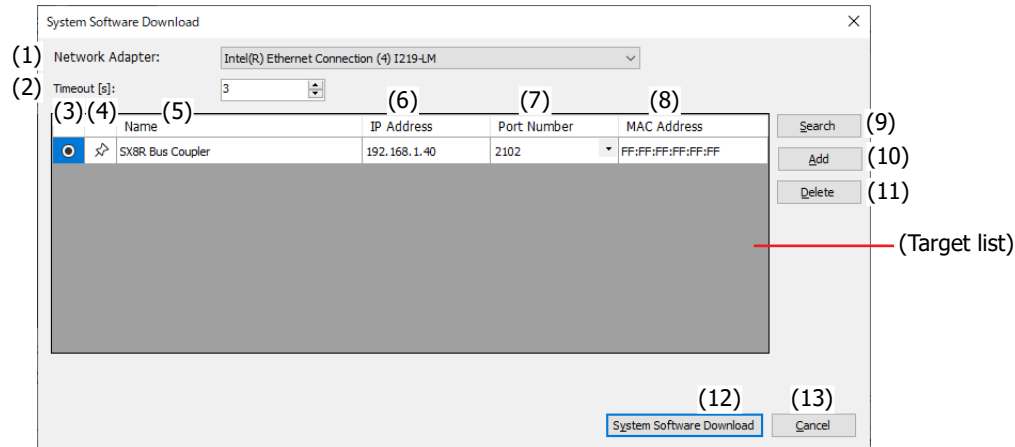 System Software Download
(1) Network Adapter: Intel(R) Ethernet Connection (4) I219-LM
(2) Timeout [s]: 3
(3) (4) (5) (6) (7) (8)
Name IP Address Port Number MAC Address
SX8R Bus Coupler 192.168.1.40 2102 FF:FF:FF:FF:FF:FF
Search (9)
Add (10)
Delete (11)
(Target list)
(12) (13)
System Software Download Cancel